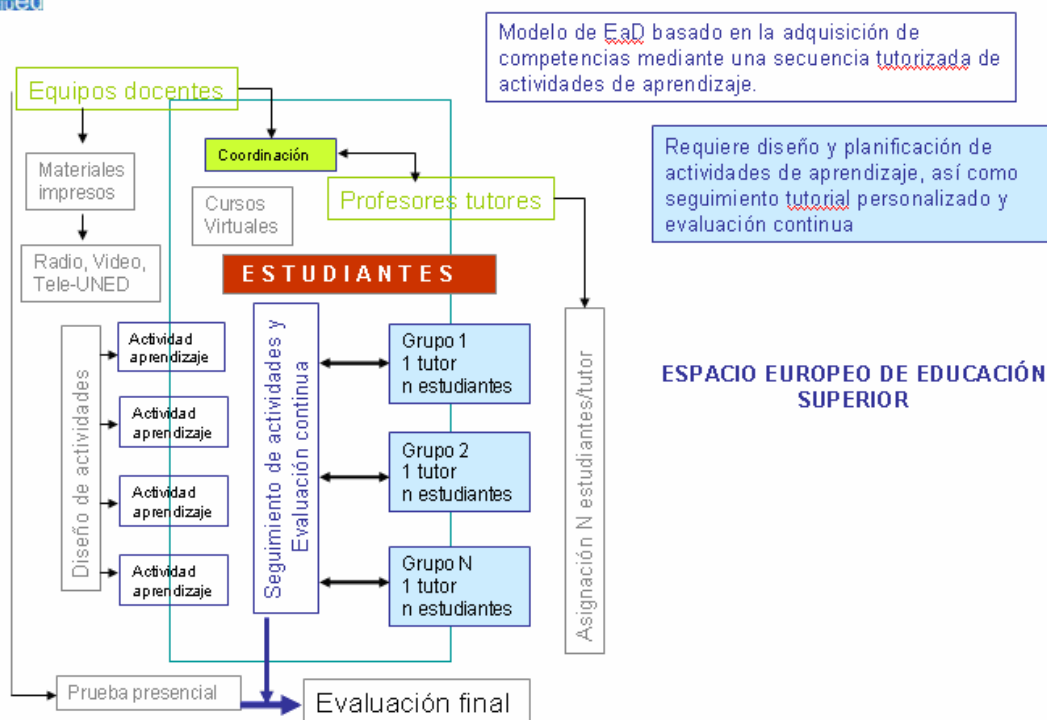 Modelo de EaD basado en la adquisición de
competencias mediante una secuencia tutorizada de
actividades de aprendizaje.
Equipos docentes
Coordinación
Requiere diseño y planificación de
actividades de aprendizaje, así como
seguimiento tutorial personalizado y
evaluación continua
Materiales
impresos
Cursos
Virtuales
Profesores tutores
Radio, Video,
Tele-UNED
ESTUDIANTES
Diseño de actividades
Actividad
aprendizaje
Actividad
aprendizaje
Actividad
aprendizaje
Actividad
aprendizaje
Seguimiento de actividades y
Evaluación continua
Grupo 1
1 tutor
n estudiantes
Grupo 2
1 tutor
n estudiantes
Grupo N
1 tutor
n estudiantes
Asignación N estudiantes/tutor
ESPACIO EUROPEO DE EDUCACIÓN
SUPERIOR
Prueba presencial
Evaluación final